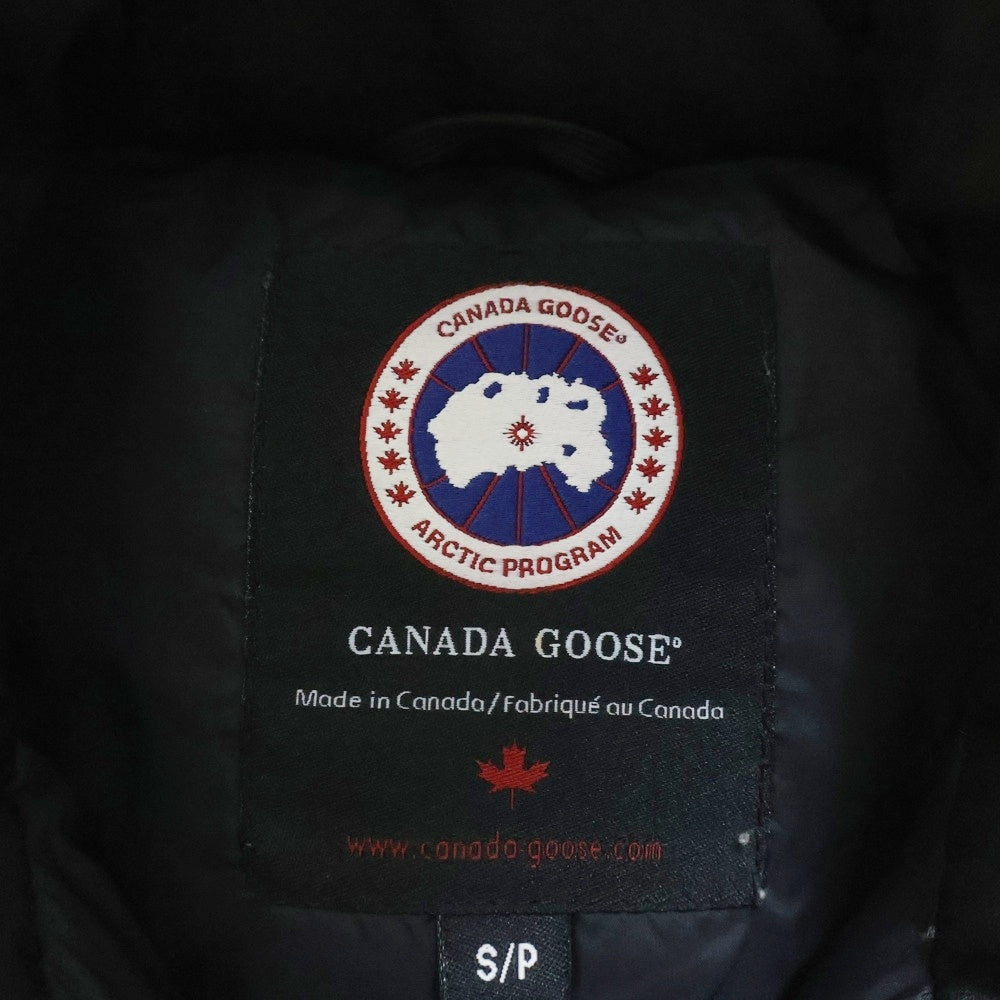 CANADA GOOSE®
ARCTIC PROGRAM
CANADA GOOSE®
Made in Canada/Fabriqué au Canada
www.canada-goose.com
S/P